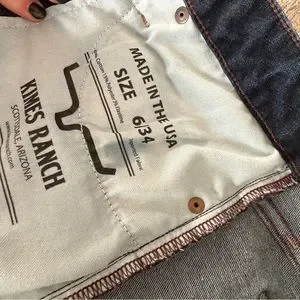 MADE IN THE USA
SIZE 6/34
KIMES RANCH
SCOTTSDALE, ARIZONA